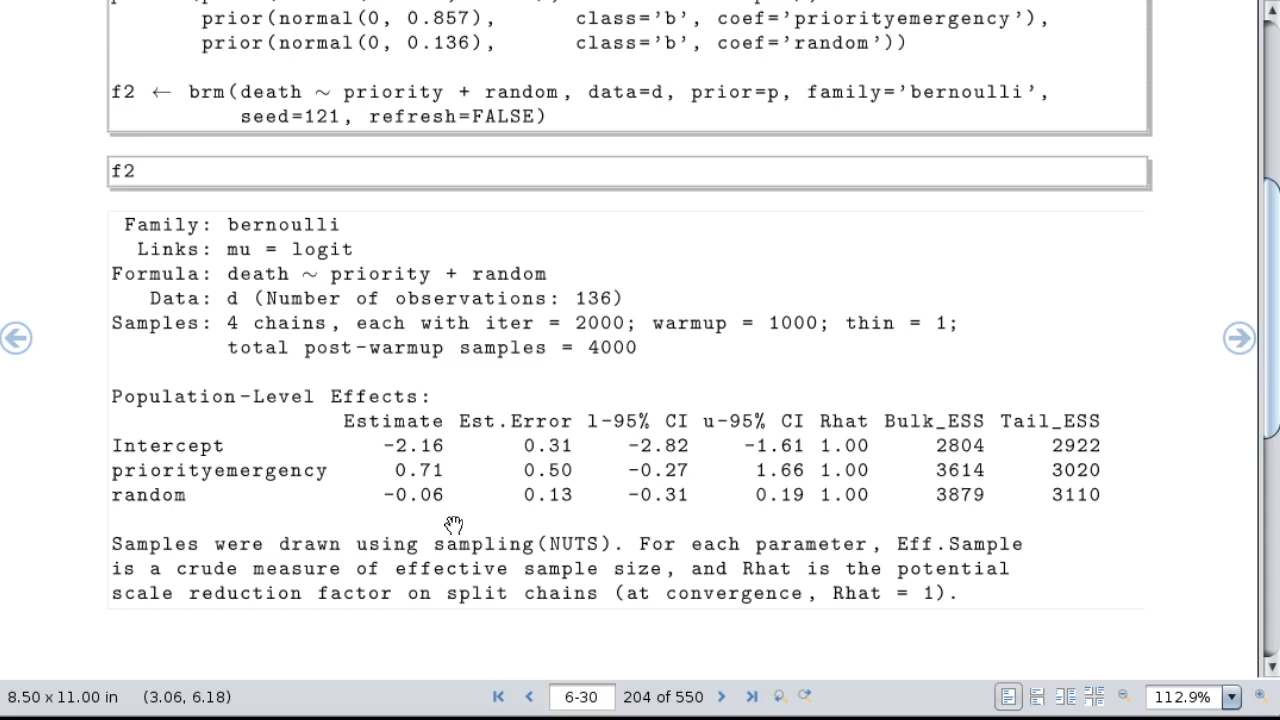 prior(normal(0, 0.857), class='b', coef='priorityemergency'),
prior(normal(0, 0.136), class='b', coef='random'))
f2 ← brm(death ~ priority + random, data=d, prior=p, family='bernoulli',
seed=121, refresh=FALSE)
f2
Family: bernoulli
Links: mu = logit
Formula: death ~ priority + random
Data: d (Number of observations: 136)
Samples: 4 chains, each with iter = 2000; warmup = 1000; thin = 1;
total post-warmup samples = 4000
Population-Level Effects:
Estimate Est.Error l-95% CI u-95% CI Rhat Bulk_ESS Tail_ESS
Intercept -2.16 0.31 -2.82 -1.61 1.00 2804 2922
priorityemergency 0.71 0.50 -0.27 1.66 1.00 3614 3020
random -0.06 0.13 -0.31 0.19 1.00 3879 3110
Samples were drawn using sampling(NUTS). For each parameter, Eff.Sample
is a crude measure of effective sample size, and Rhat is the potential
scale reduction factor on split chains (at convergence, Rhat = 1).
8.50 x 11.00 in (3.06, 6.18) 6-30 204 of 550 112.9%